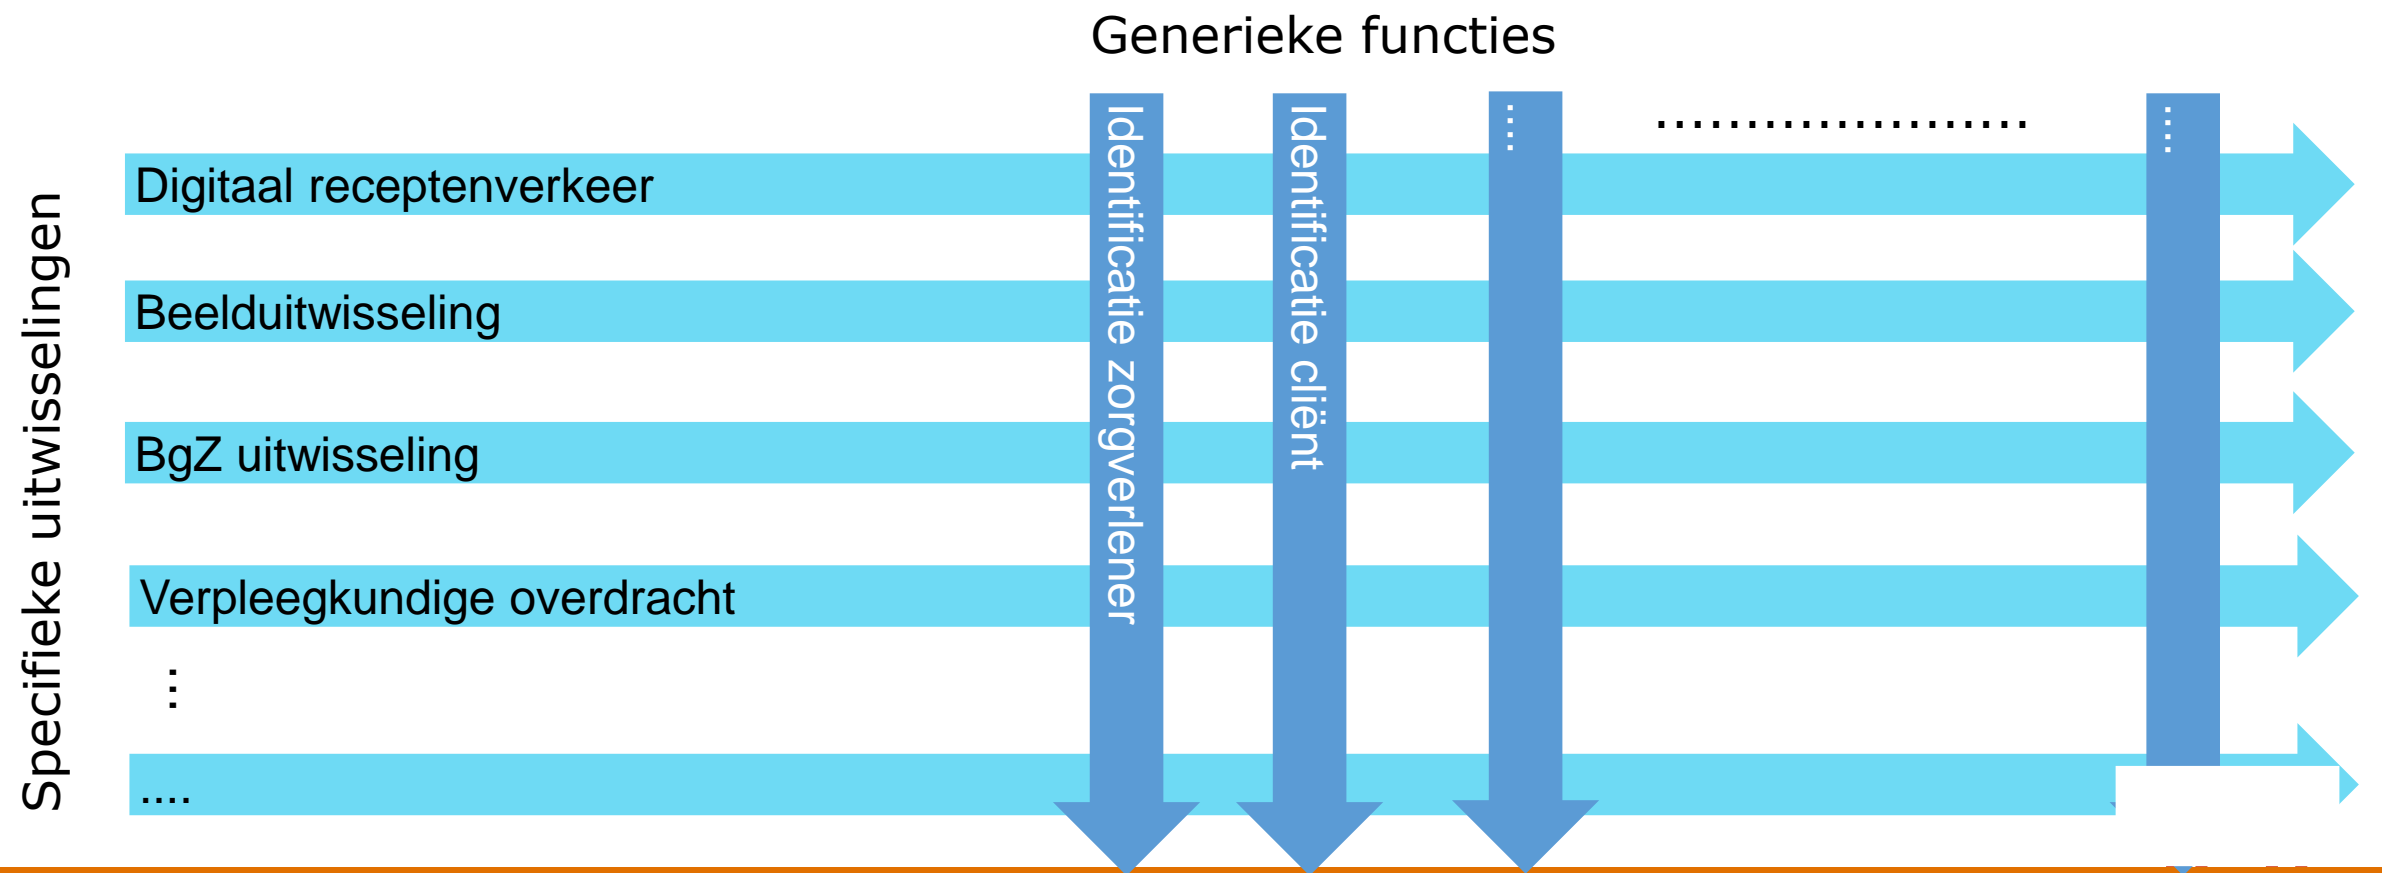 Generieke functies
Specifieke uitwisselingen
Identificatie zorgverlener
Identificatie cliënt
....
.....................
....
Digitaal receptenverkeer
Beelduitwisseling
BgZ uitwisseling
Verpleegkundige overdracht
...
....